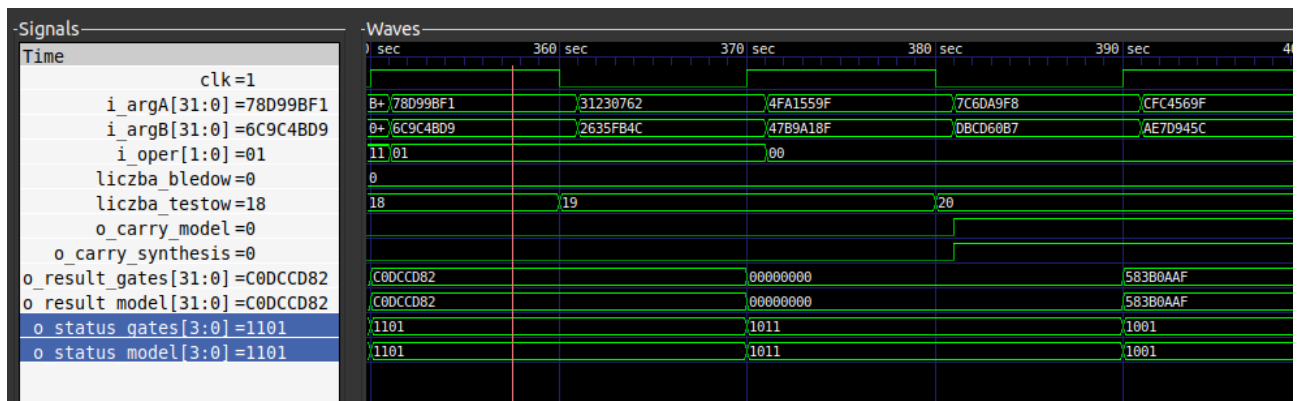 Signals
Waves
Time
) sec 360 sec 370 sec 380 sec 390 sec 4
clk=1
i_argA[31:0]=78D99BF1 B+ 78D99BF1 31230762 4FA1559F 7C6DA9F8 CFC4569F
i_argB[31:0]=6C9C4BD9 0+ 6C9C4BD9 2635FB4C 47B9A18F DBCD60B7 AE7D945C
i_oper[1:0]=01 11 01 00
liczba_bledow=0 0
liczba_testow=18 18 19 20
o_carry_model=0
o_carry_synthesis=0
o_result_gates[31:0]=C0DCCD82 C0DCCD82 00000000 583B0AAF
o_result_model[31:0]=C0DCCD82 C0DCCD82 00000000 583B0AAF
o_status_gates[3:0]=1101 1101 1011 1001
o_status_model[3:0]=1101 1101 1011 1001